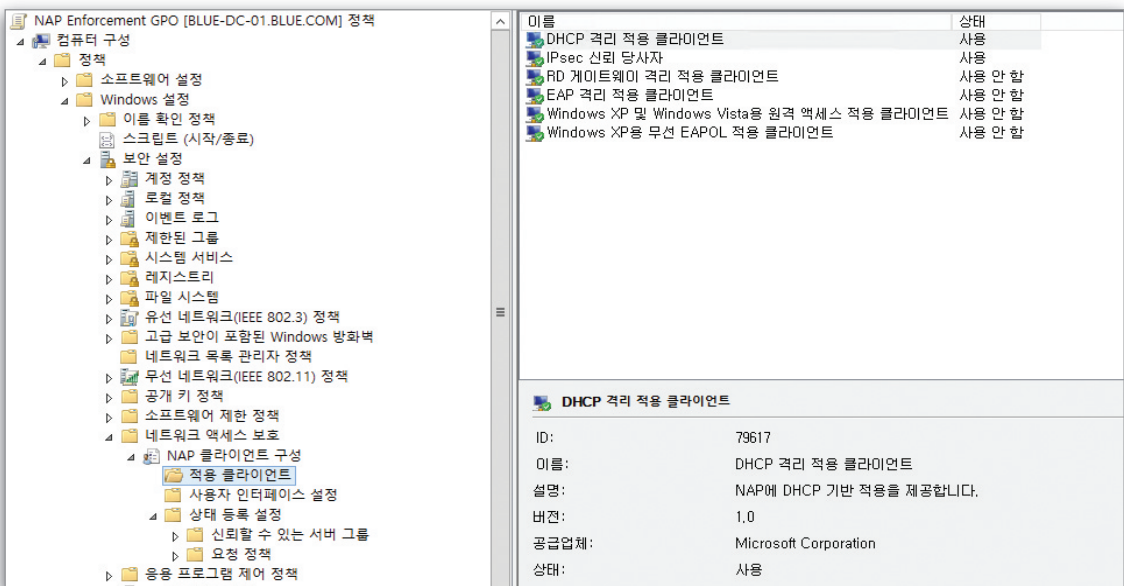 NAP Enforcement GPO [BLUE-DC-01.BLUE.COM] 정책
컴퓨터 구성
정책
소프트웨어 설정
Windows 설정
이름 확인 정책
스크립트 (시작/종료)
보안 설정
계정 정책
로컬 정책
이벤트 로그
제한된 그룹
시스템 서비스
레지스트리
파일 시스템
유선 네트워크(IEEE 802.3) 정책
고급 보안이 포함된 Windows 방화벽
네트워크 목록 관리자 정책
무선 네트워크(IEEE 802.11) 정책
공개 키 정책
소프트웨어 제한 정책
네트워크 액세스 보호
NAP 클라이언트 구성
적용 클라이언트
사용자 인터페이스 설정
상태 등록 설정
신뢰할 수 있는 서버 그룹
요청 정책
응용 프로그램 제어 정책
이름 상태
DHCP 격리 적용 클라이언트 사용
IPsec 신뢰 당사자 사용
RD 게이트웨이 격리 적용 클라이언트 사용 안 함
EAP 격리 적용 클라이언트 사용 안 함
Windows XP 및 Windows Vista용 원격 액세스 적용 클라이언트 사용 안 함
Windows XP용 무선 EAPOL 적용 클라이언트 사용 안 함
DHCP 격리 적용 클라이언트
ID: 79617
이름: DHCP 격리 적용 클라이언트
설명: NAP에 DHCP 기반 적용을 제공합니다.
버전: 1.0
공급업체: Microsoft Corporation
상태: 사용